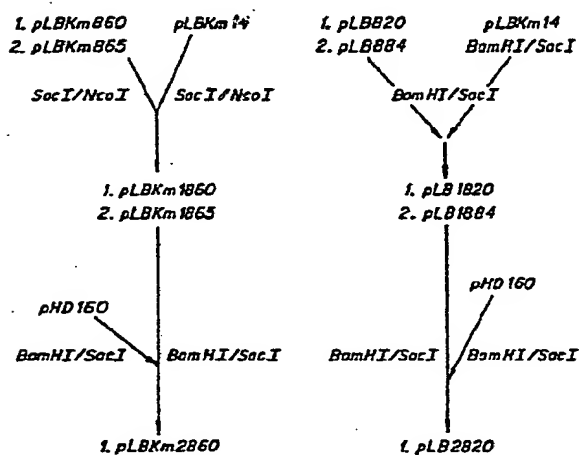 1. pLBKm860
2. pLBKm865
pLBKm14
SacI/NcoI
SacI/NcoI
1. pLBKm1860
2. pLBKm1865
pHD160
BamHI/SacI
BamHI/SacI
1. pLBKm2860
1. pLB820
2. pLB884
pLBKm14
BamHI/SacI
BamHI/SacI
1. pLB1820
2. pLB1884
pHD160
BamHI/SacI
BamHI/SacI
1. pLB2820